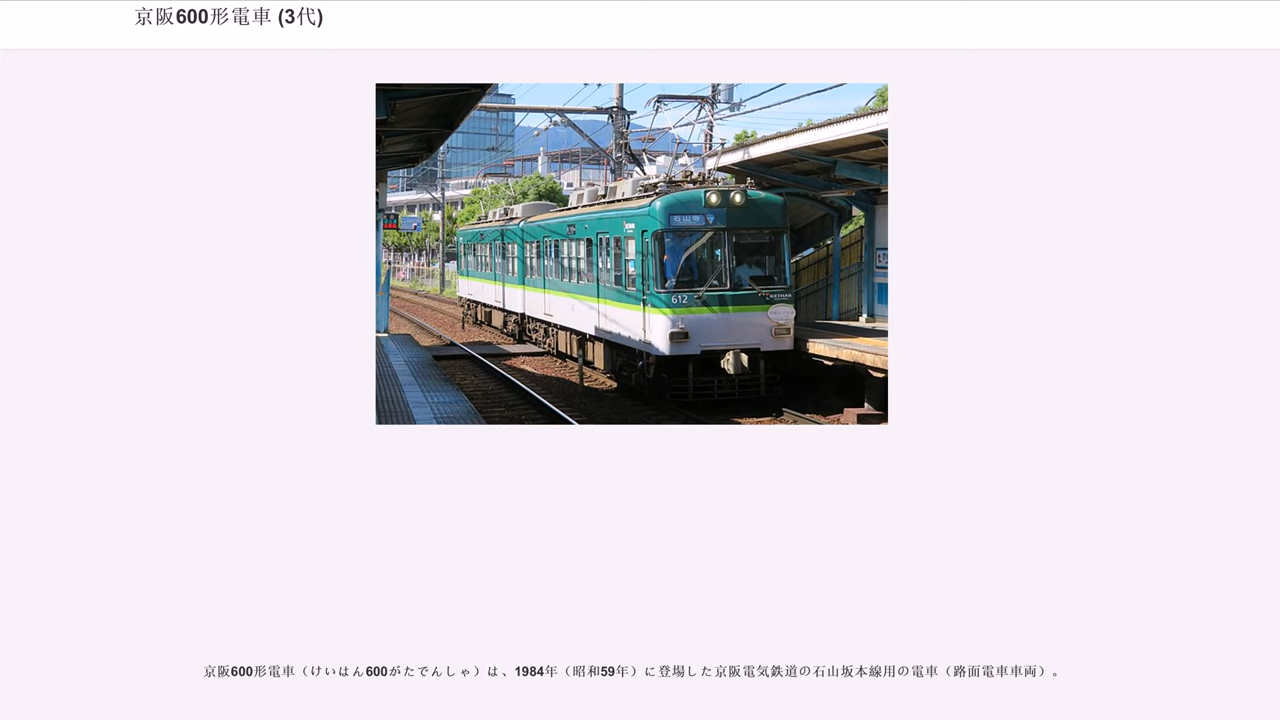 京阪600形電車 (3代)
石山寺
612
KEIHAN
京阪600形電車（けいはん600がたでんしゃ）は、1984年（昭和59年）に登場した京阪電気鉄道の石山坂本線用の電車（路面電車車両）。